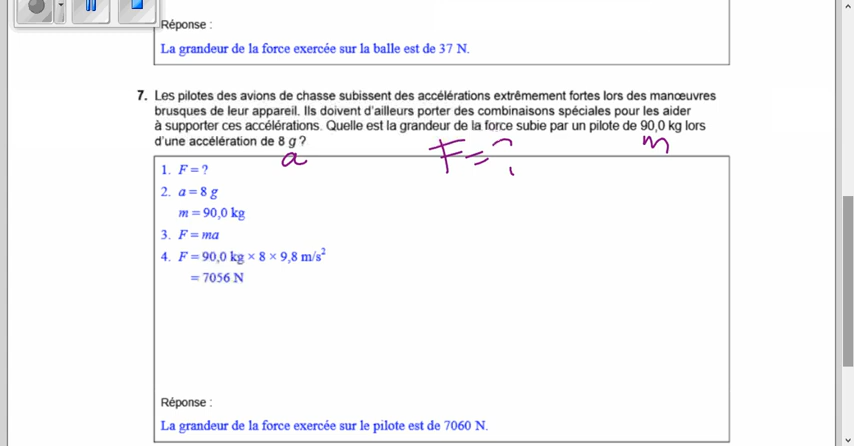 Réponse :
La grandeur de la force exercée sur la balle est de 37 N.
7. Les pilotes des avions de chasse subissent des accélérations extrêmement fortes lors des manœuvres
brusques de leur appareil. Ils doivent d'ailleurs porter des combinaisons spéciales pour les aider
à supporter ces accélérations. Quelle est la grandeur de la force subie par un pilote de 90,0 kg lors
d'une accélération de 8 g ?
a F = ? m
1. F = ?
2. a = 8 g
m = 90,0 kg
3. F = ma
4. F = 90,0 kg × 8 × 9,8 m/s²
= 7056 N
Réponse :
La grandeur de la force exercée sur le pilote est de 7060 N.